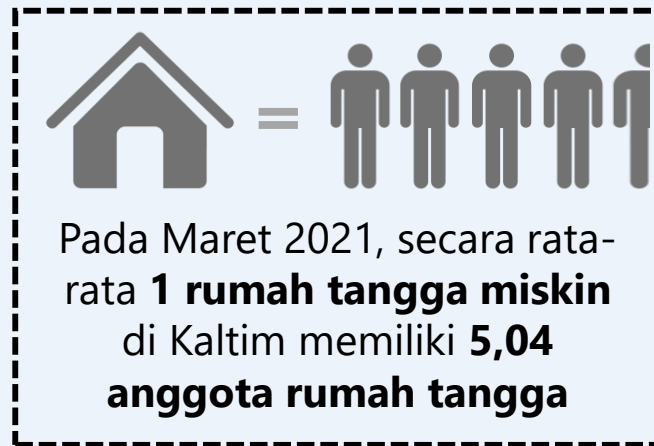 Pada Maret 2021, secara rata-
rata 1 rumah tangga miskin
di Kaltim memiliki 5,04
anggota rumah tangga